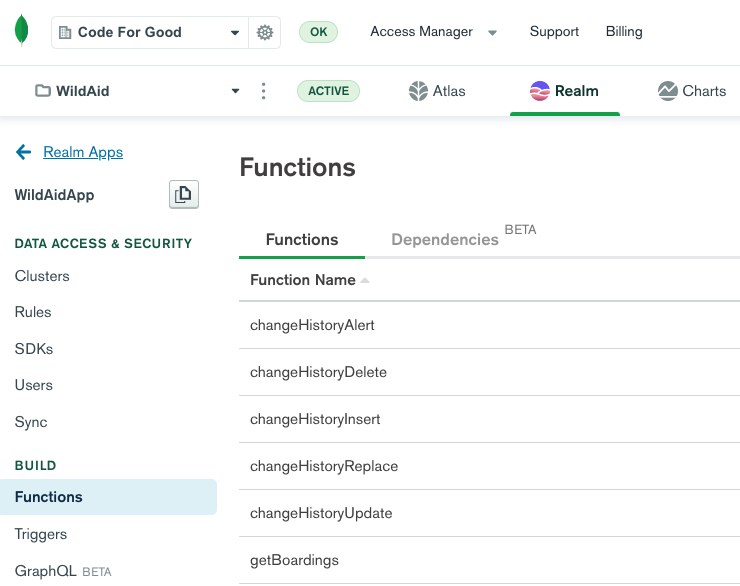 Code For Good
OK
Access Manager
Support
Billing
WildAid
ACTIVE
Atlas
Realm
Charts
Realm Apps
WildAidApp
DATA ACCESS & SECURITY
Clusters
Rules
SDKs
Users
Sync
BUILD
Functions
Triggers
GraphQL BETA
Functions
Functions
Dependencies BETA
Function Name
changeHistoryAlert
changeHistoryDelete
changeHistoryInsert
changeHistoryReplace
changeHistoryUpdate
getBoardings